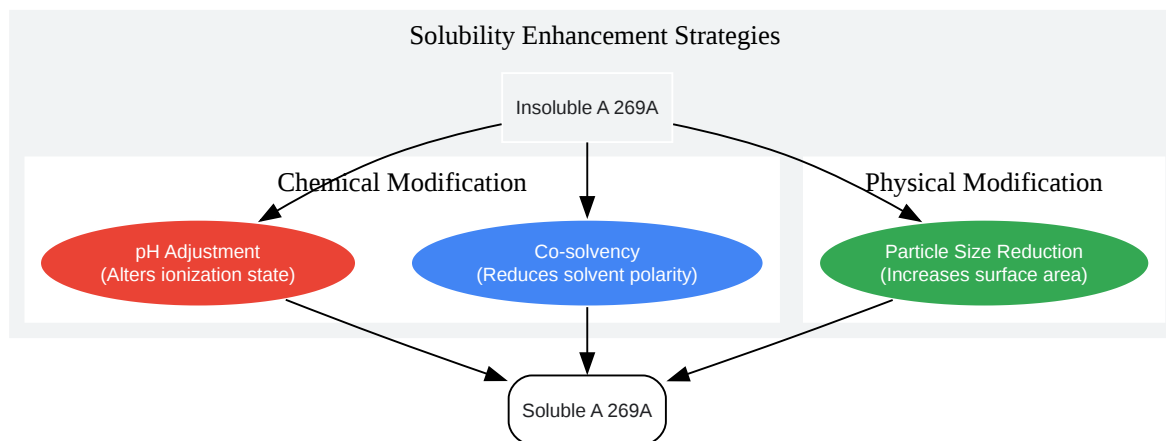 Solubility Enhancement Strategies
Insoluble A 269A
Chemical Modification
Physical Modification
pH Adjustment
(Alters ionization state)
Co-solvency
(Reduces solvent polarity)
Particle Size Reduction
(Increases surface area)
Soluble A 269A